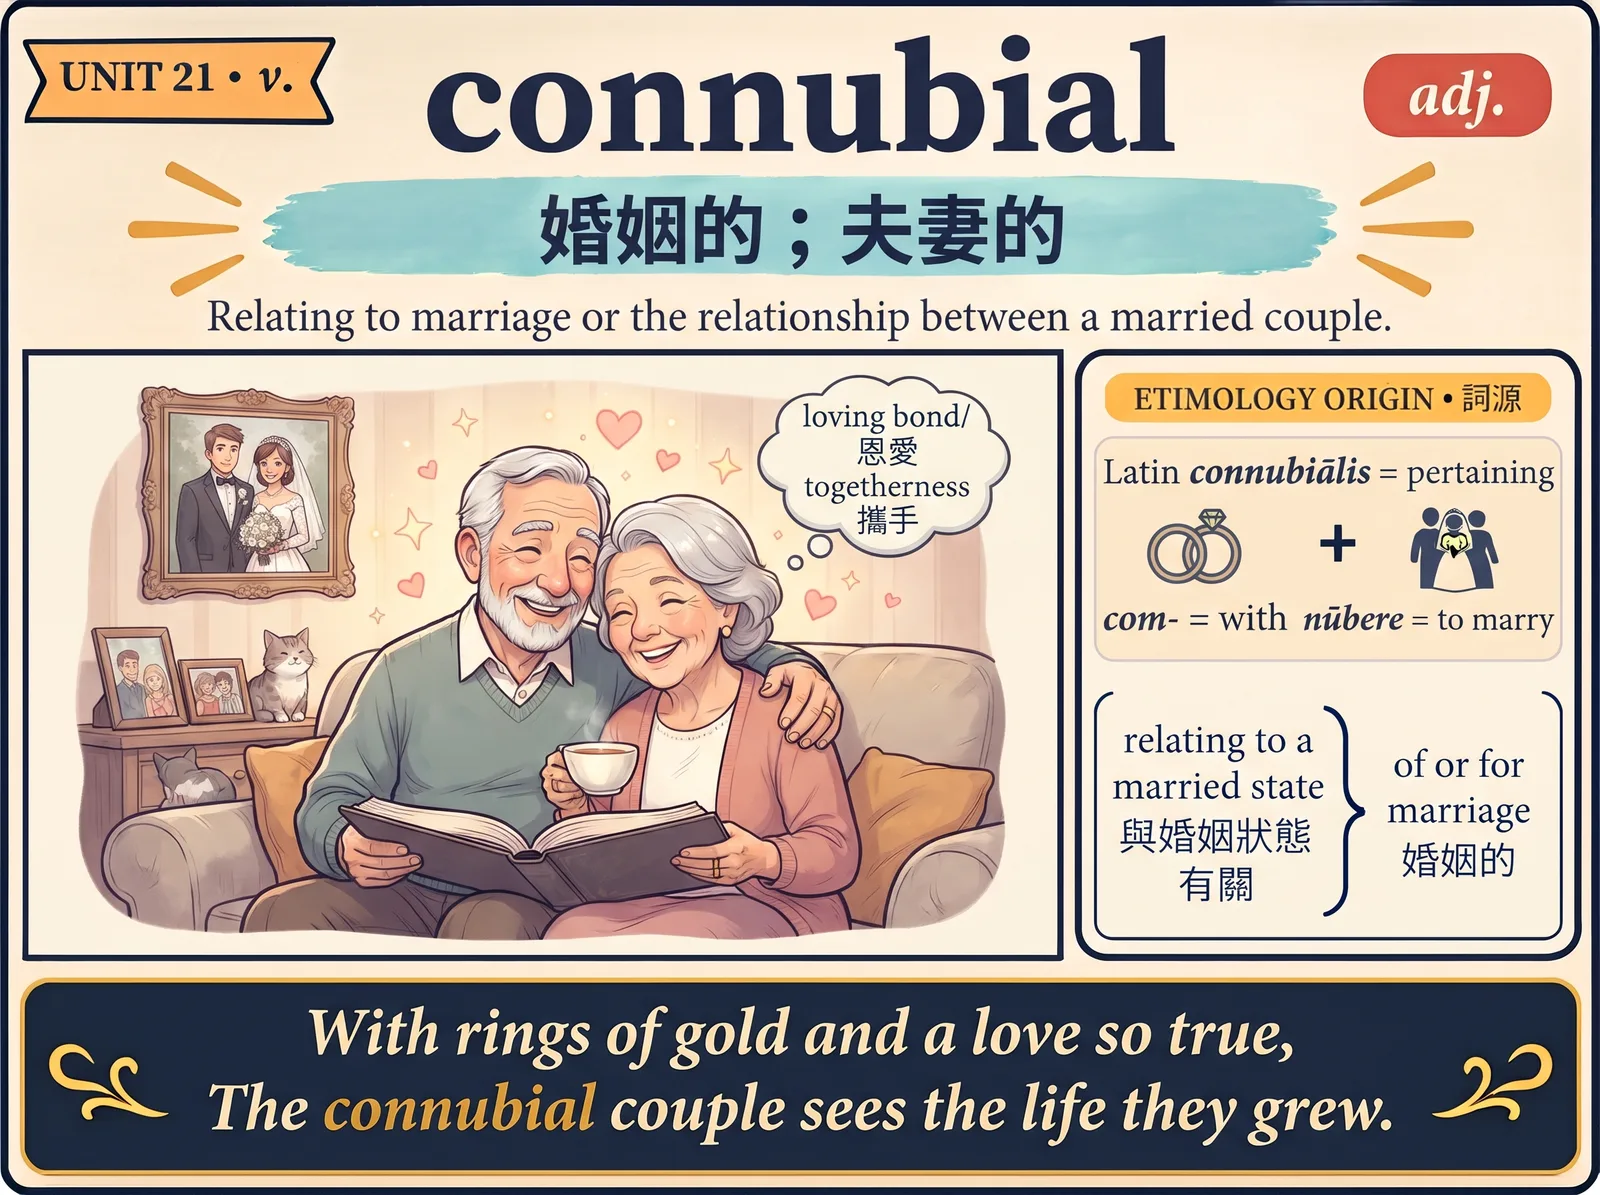 UNIT 21 • v.
connubial
adj.
婚姻的；夫妻的
Relating to marriage or the relationship between a married couple.
loving bond/
恩愛
togetherness
攜手
ETIMOLOGY ORIGIN • 詞源
Latin connubiālis = pertaining
+
com- = with nūbere = to marry
relating to a
married state
與婚姻狀態
有關
of or for
marriage
婚姻的
With rings of gold and a love so true,
The connubial couple sees the life they grew.